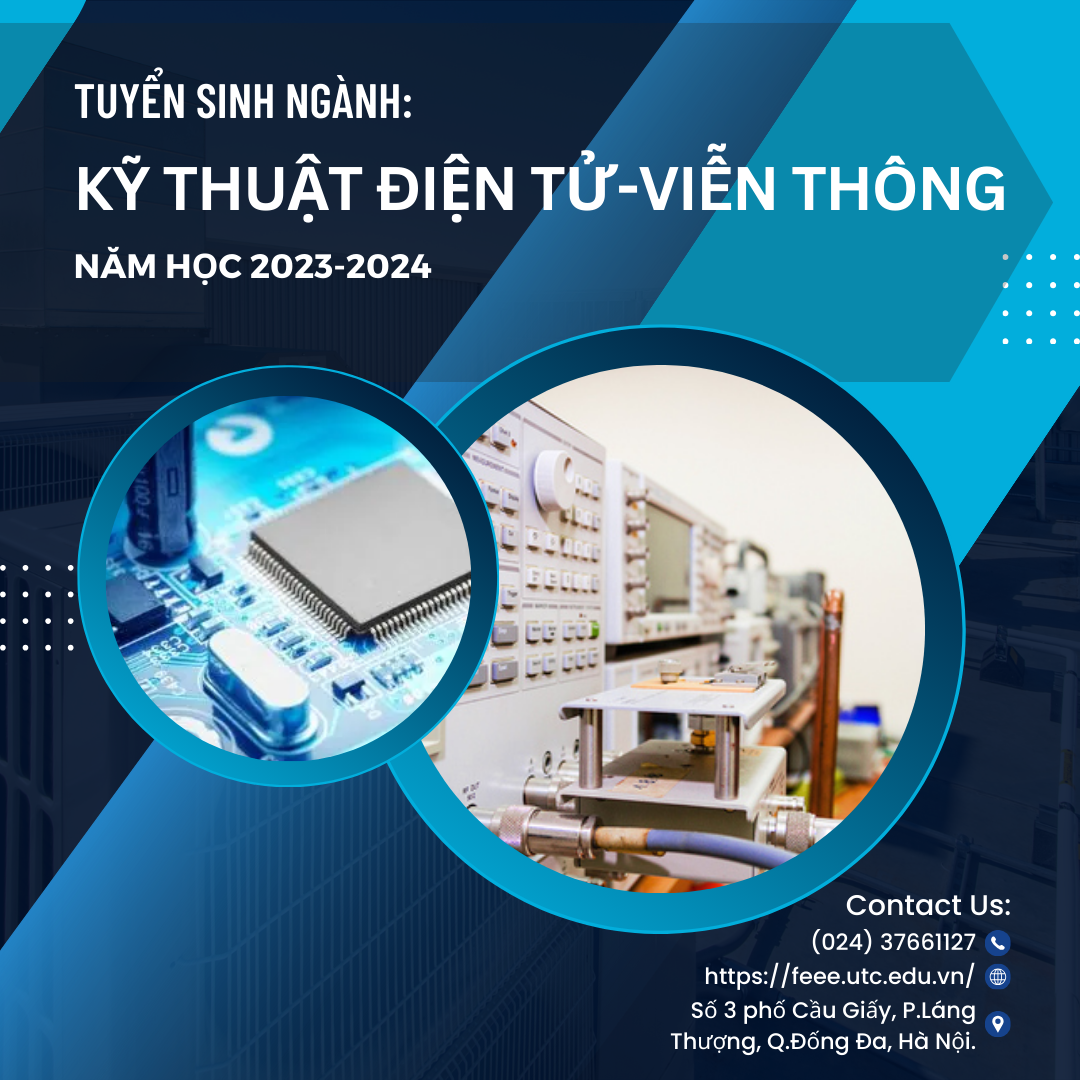 TUYỂN SINH NGÀNH:
KỸ THUẬT ĐIỆN TỬ-VIỄN THÔNG
NĂM HỌC 2023-2024
Contact Us:
(024) 37661127
https://feee.utc.edu.vn/
Số 3 phố Cầu Giấy, P.Láng
Thượng, Q.Đống Đa, Hà Nội.